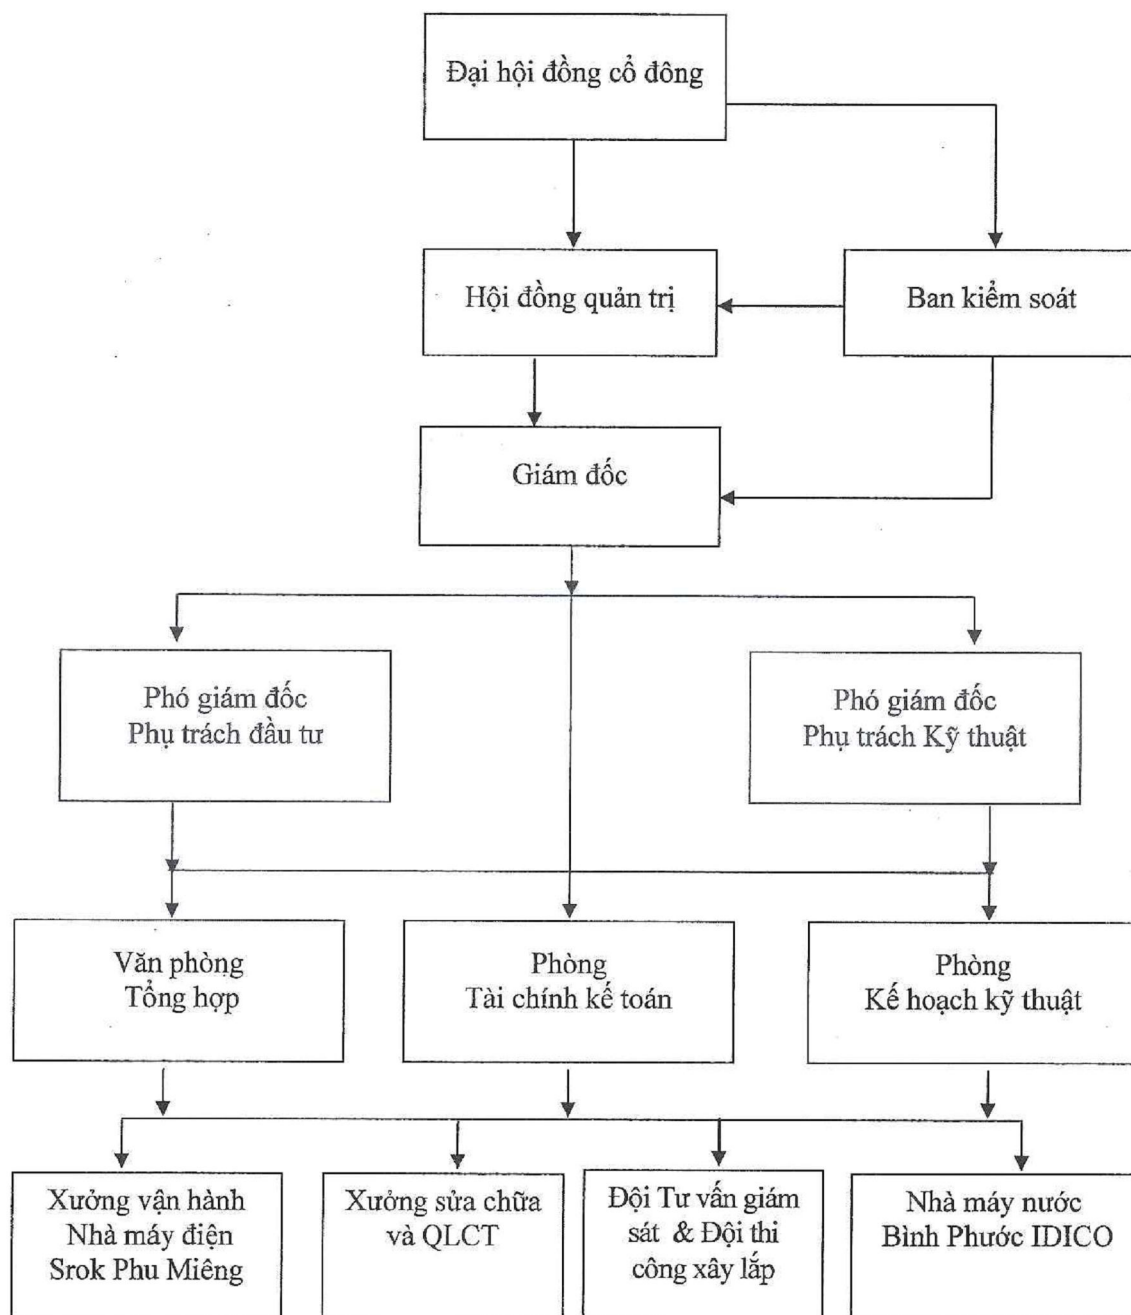 Đại hội đồng cổ đông
Hội đồng quản trị
Ban kiểm soát
Giám đốc
Phó giám đốc
Phụ trách đầu tư
Phó giám đốc
Phụ trách Kỹ thuật
Văn phòng
Tổng hợp
Phòng
Tài chính kế toán
Phòng
Kế hoạch kỹ thuật
Xưởng vận hành
Nhà máy điện
Srok Phu Miêng
Xưởng sửa chữa
và QLCT
Đội Tư vấn giám
sát & Đội thi
công xây lắp
Nhà máy nước
Bình Phước IDICO